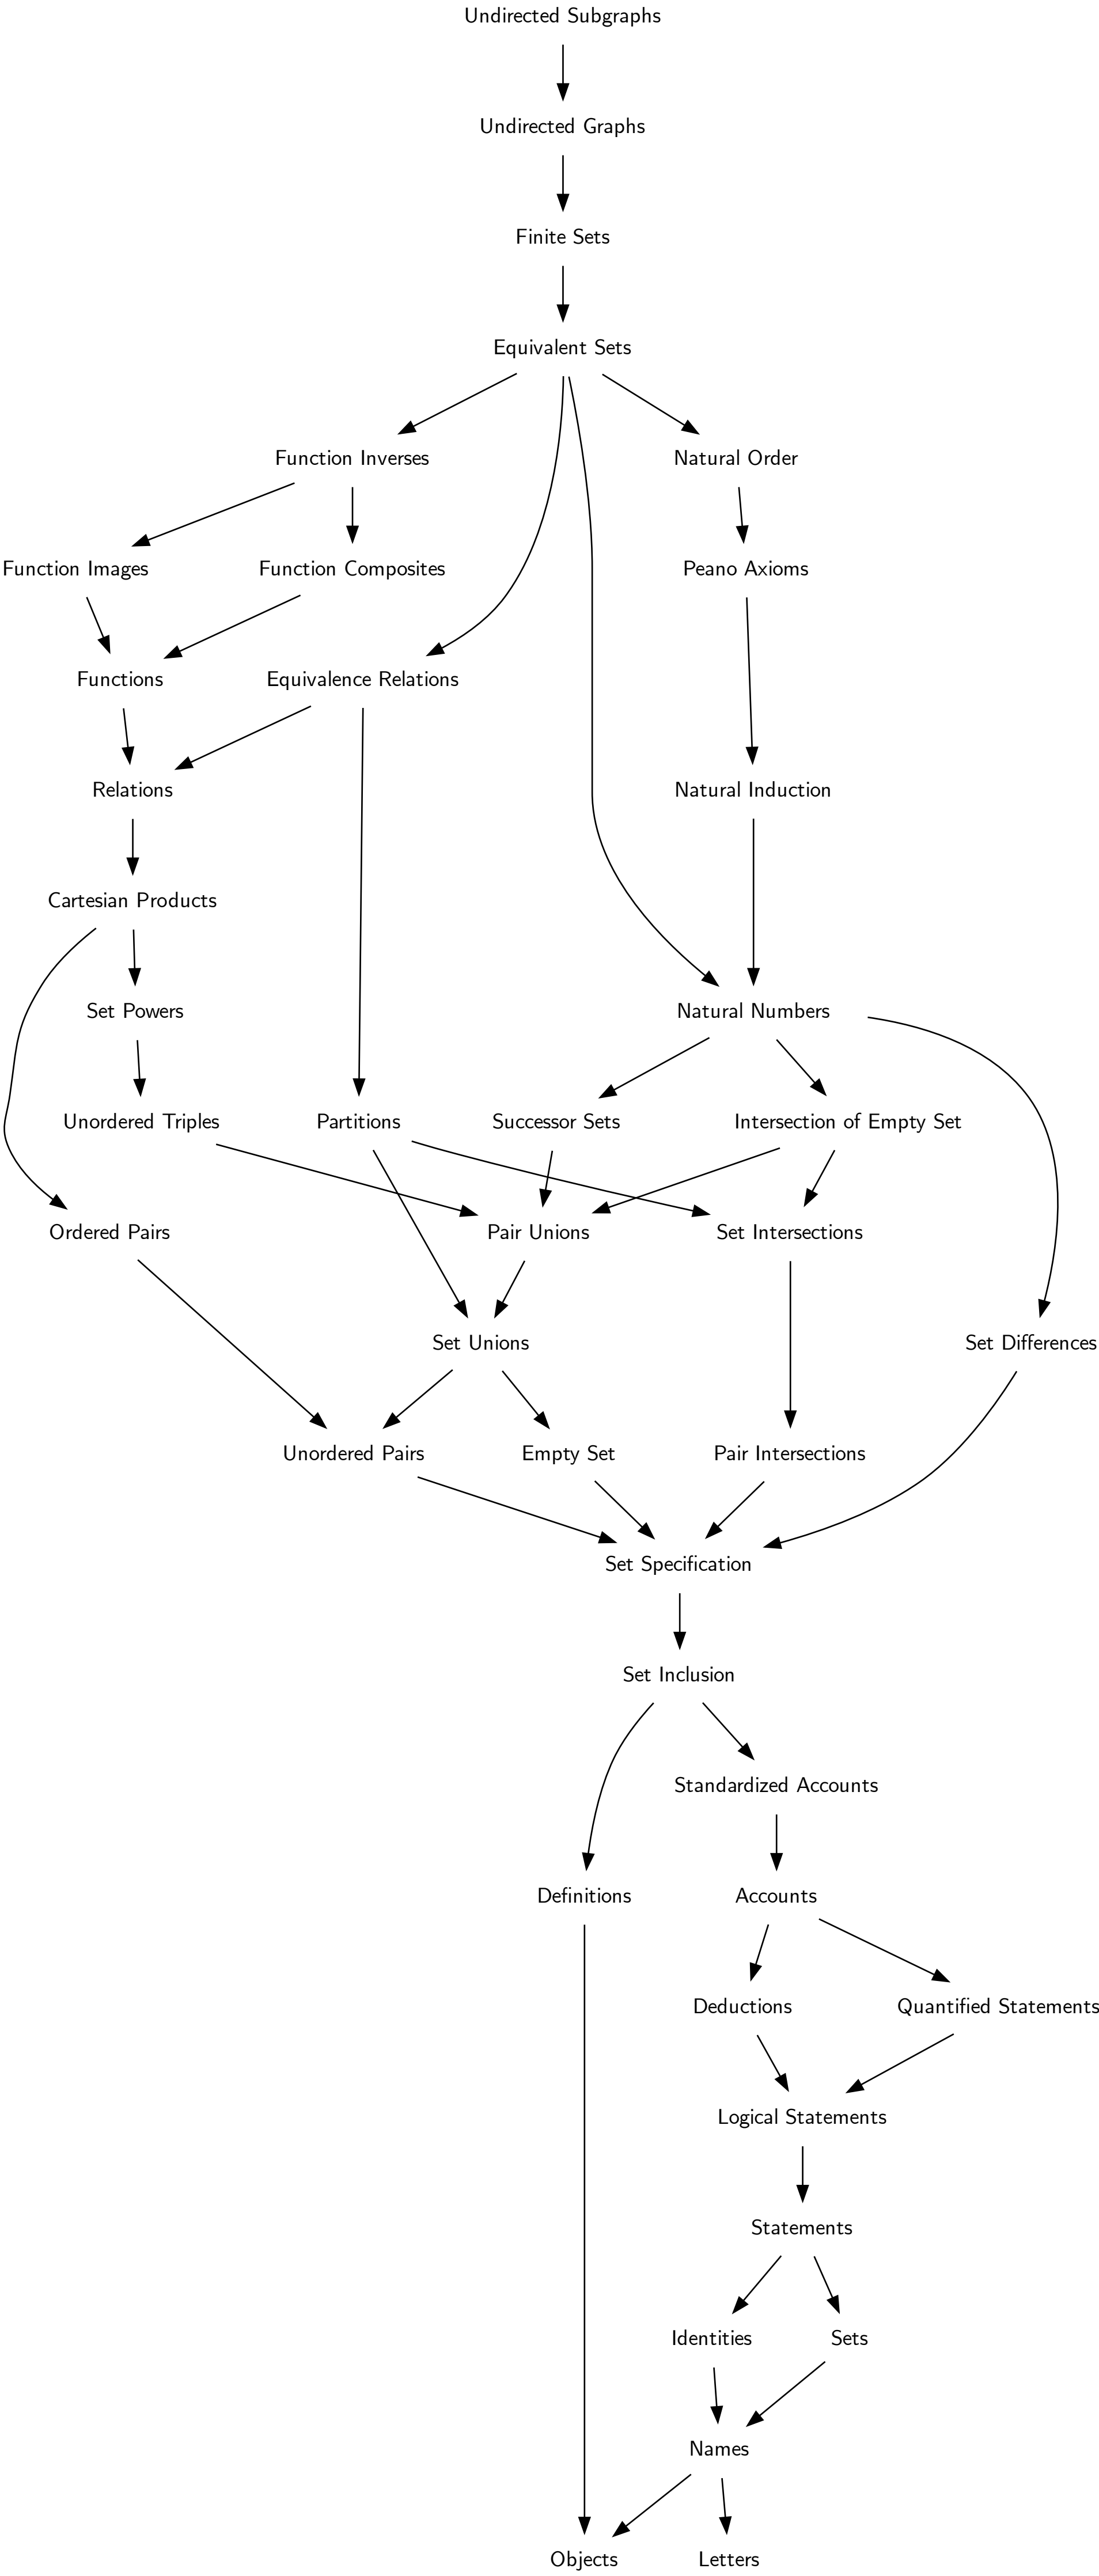 Undirected Subgraphs
Undirected Graphs
Finite Sets
Equivalent Sets
Function Inverses
Natural Order
Function Images
Function Composites
Peano Axioms
Functions
Equivalence Relations
Relations
Natural Induction
Cartesian Products
Set Powers
Natural Numbers
Unordered Triples
Partitions
Successor Sets
Intersection of Empty Set
Ordered Pairs
Pair Unions
Set Intersections
Set Unions
Set Differences
Unordered Pairs
Empty Set
Pair Intersections
Set Specification
Set Inclusion
Standardized Accounts
Definitions
Accounts
Deductions
Quantified Statements
Logical Statements
Statements
Identities
Sets
Names
Objects
Letters